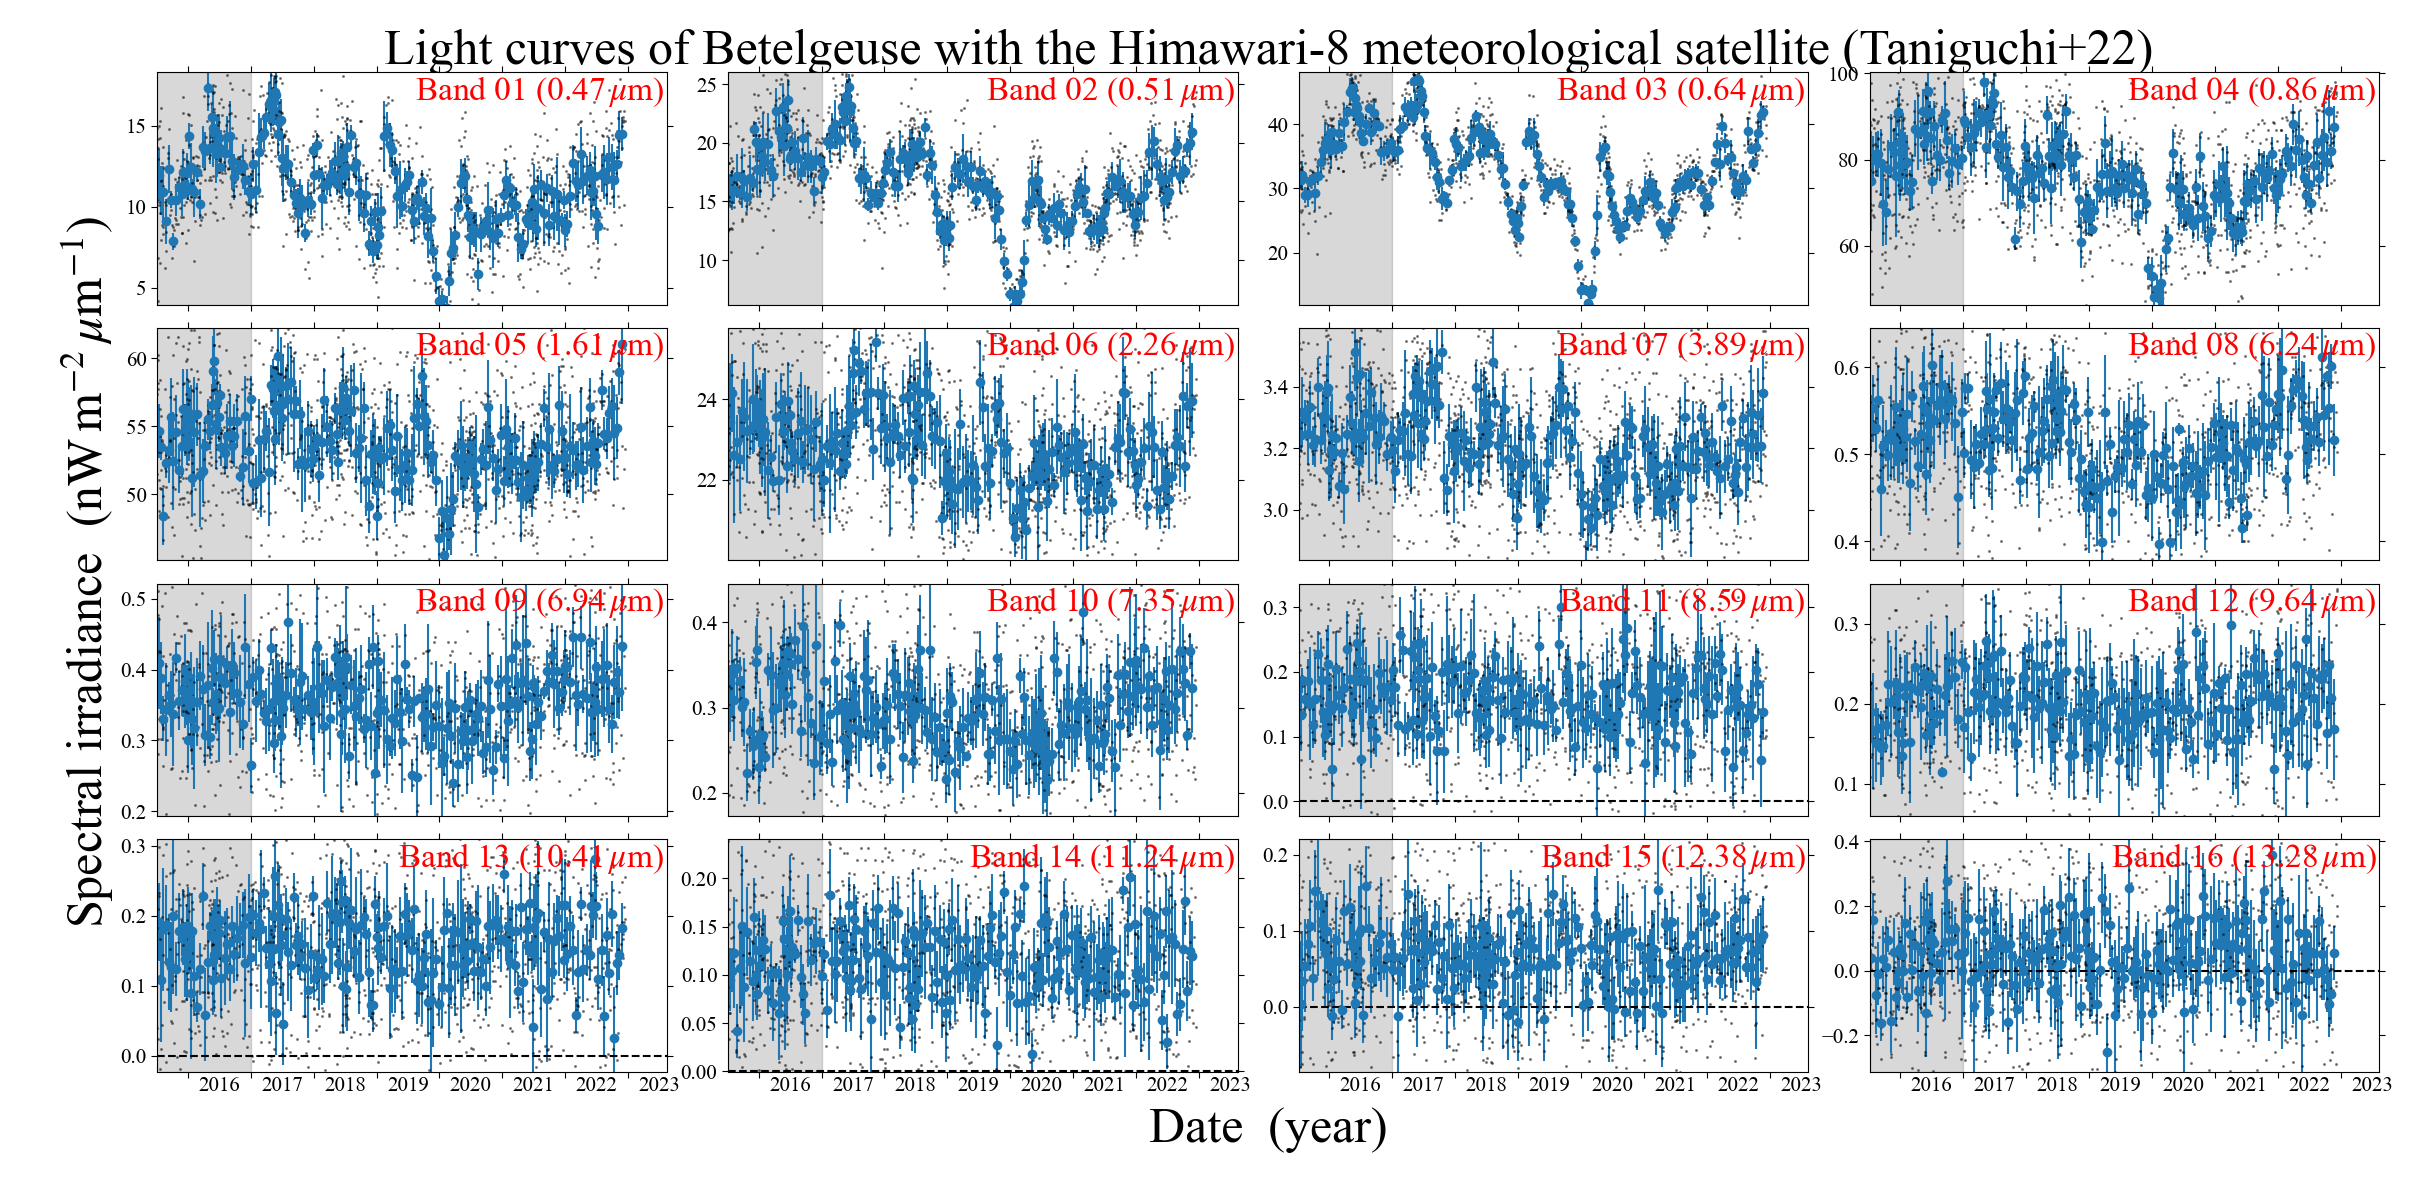 Light curves of Betelgeuse with the Himawari-8 meteorological satellite (Taniguchi+22)
Spectral irradiance (nW m⁻² μm⁻¹)
Band 01 (0.47 μm)
15
10
5
Band 02 (0.51 μm)
25
20
15
10
Band 03 (0.64 μm)
40
30
20
Band 04 (0.86 μm)
100
80
60
Band 05 (1.61 μm)
60
55
50
Band 06 (2.26 μm)
24
22
Band 07 (3.89 μm)
3.4
3.2
3.0
Band 08 (6.24 μm)
0.6
0.5
0.4
Band 09 (6.94 μm)
0.5
0.4
0.3
0.2
Band 10 (7.35 μm)
0.4
0.3
0.2
Band 11 (8.59 μm)
0.3
0.2
0.1
0.0
Band 12 (9.64 μm)
0.3
0.2
0.1
Band 13 (10.41 μm)
0.3
0.2
0.1
0.0
2016 2017 2018 2019 2020 2021 2022 2023
Band 14 (11.24 μm)
0.20
0.15
0.10
0.05
0.00
2016 2017 2018 2019 2020 2021 2022 2023
Band 15 (12.38 μm)
0.2
0.1
0.0
2016 2017 2018 2019 2020 2021 2022 2023
Band 16 (13.28 μm)
0.4
0.2
0.0
−0.2
2016 2017 2018 2019 2020 2021 2022 2023
Date (year)